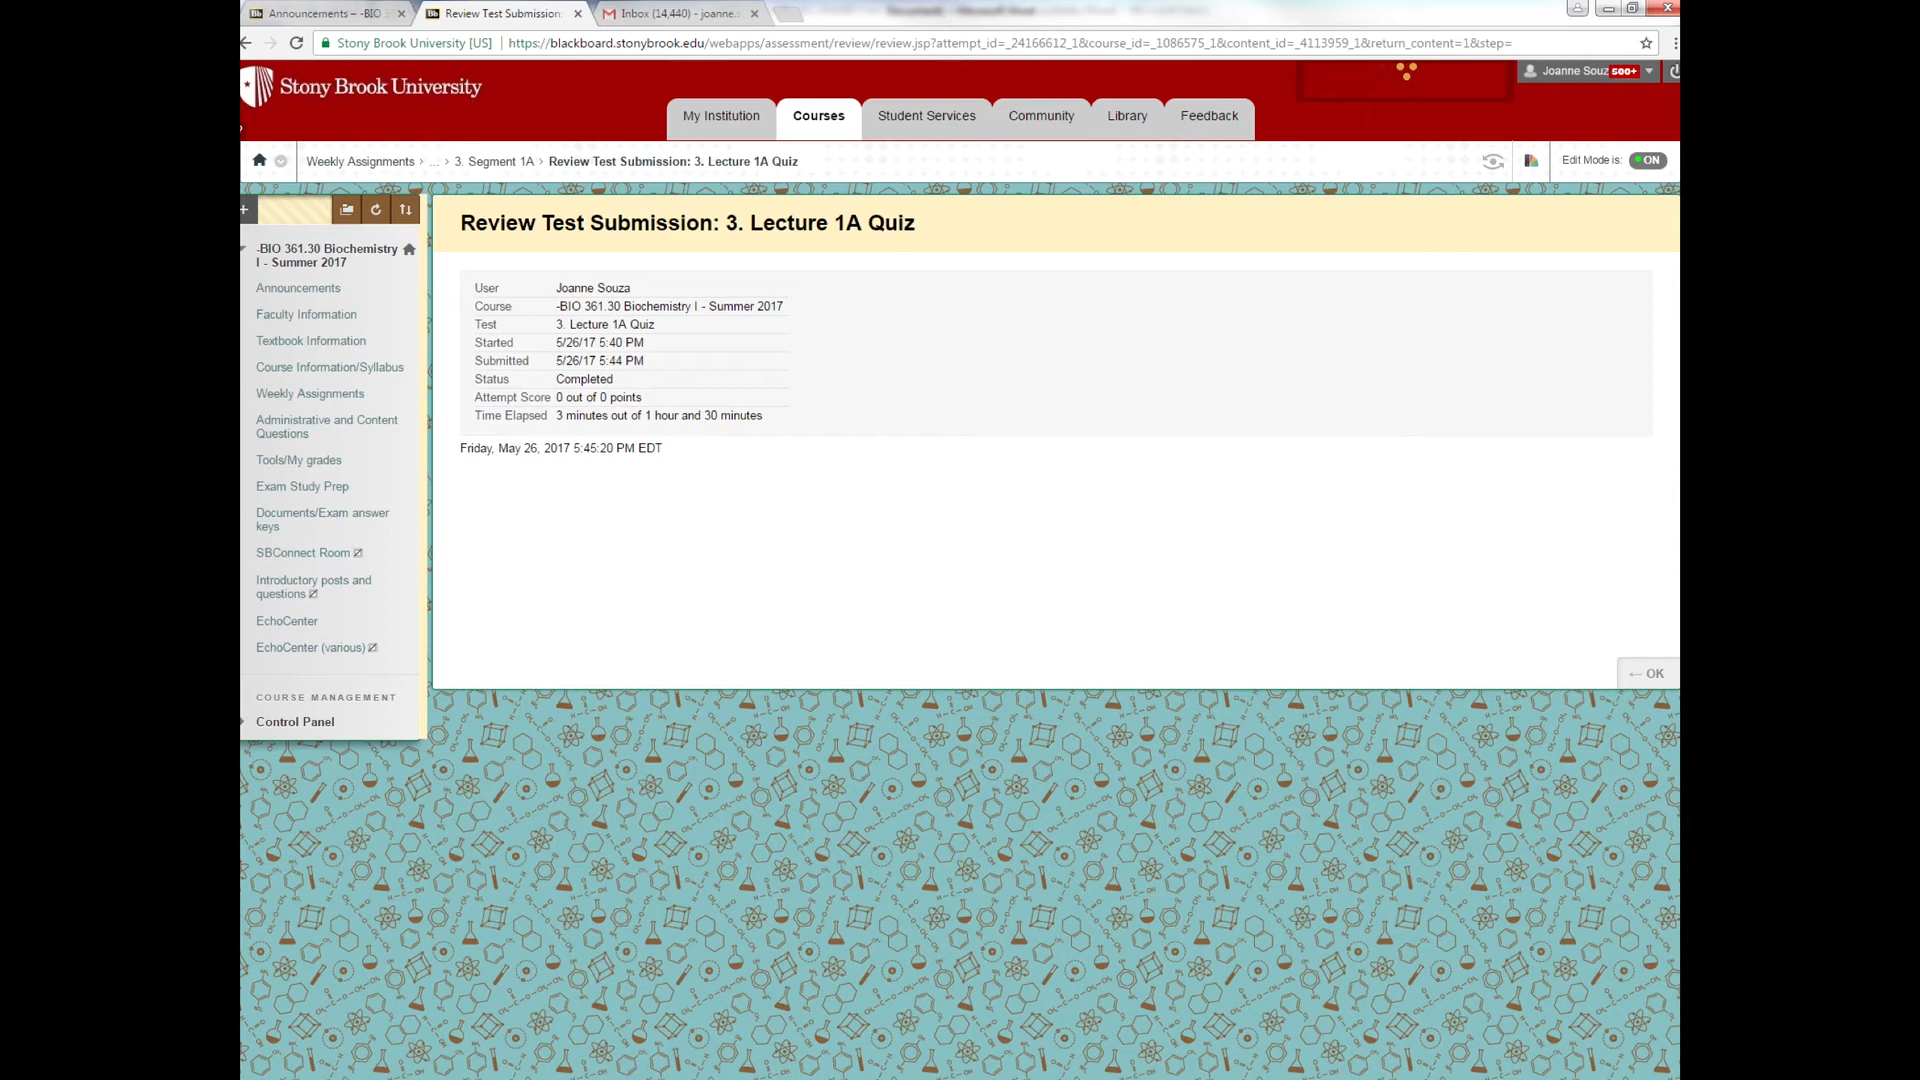 Announcements – -BIO
Review Test Submission:
Inbox (14,440) - joanne.s
Stony Brook University [US]
https://blackboard.stonybrook.edu/webapps/assessment/review/review.jsp?attempt_id=_24166612_1&course_id=_1086575_1&content_id=_4113959_1&return_content=1&step=
Stony Brook University
Joanne Souz 500+
My Institution
Courses
Student Services
Community
Library
Feedback
Weekly Assignments › ... › 3. Segment 1A › Review Test Submission: 3. Lecture 1A Quiz
Edit Mode is: ON
-BIO 361.30 Biochemistry
I - Summer 2017
Announcements
Faculty Information
Textbook Information
Course Information/Syllabus
Weekly Assignments
Administrative and Content
Questions
Tools/My grades
Exam Study Prep
Documents/Exam answer
keys
SBConnect Room
Introductory posts and
questions
EchoCenter
EchoCenter (various)
COURSE MANAGEMENT
Control Panel
Review Test Submission: 3. Lecture 1A Quiz
User Joanne Souza
Course -BIO 361.30 Biochemistry I - Summer 2017
Test 3. Lecture 1A Quiz
Started 5/26/17 5:40 PM
Submitted 5/26/17 5:44 PM
Status Completed
Attempt Score 0 out of 0 points
Time Elapsed 3 minutes out of 1 hour and 30 minutes
Friday, May 26, 2017 5:45:20 PM EDT
← OK